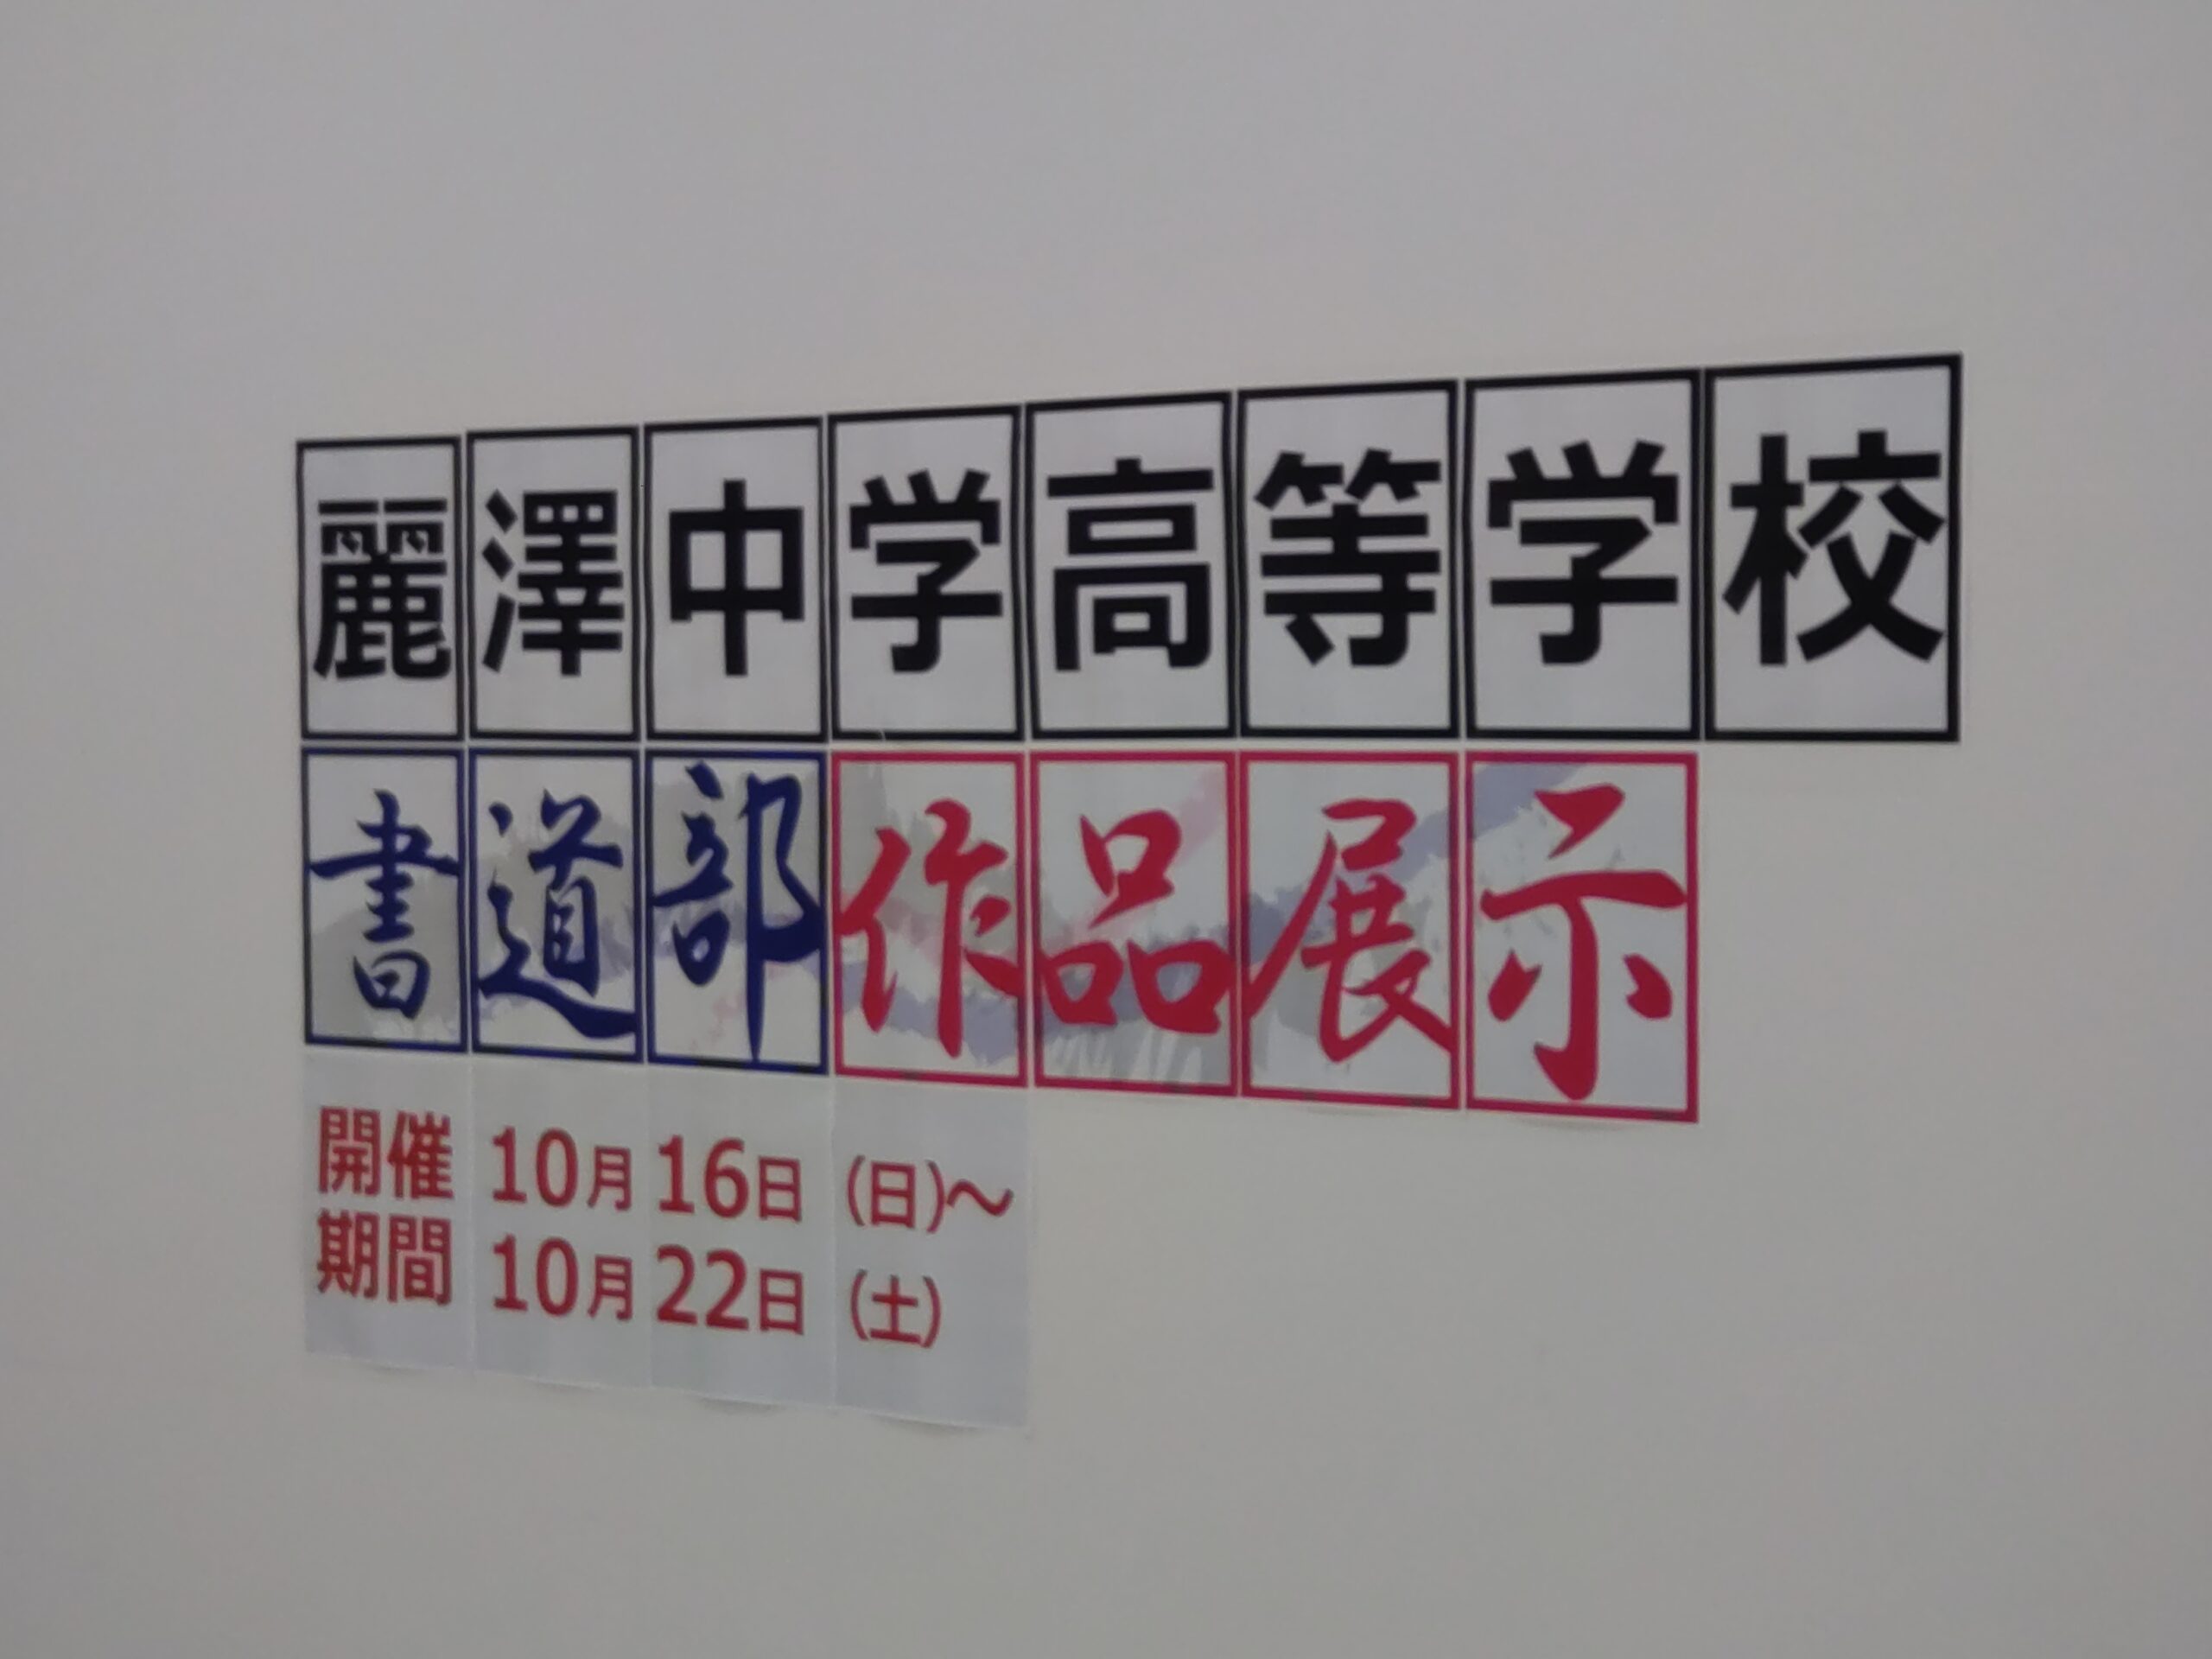 麗澤中学高等学校
書道部作品展示
開催 10月16日(日)〜
期間 10月22日(土)